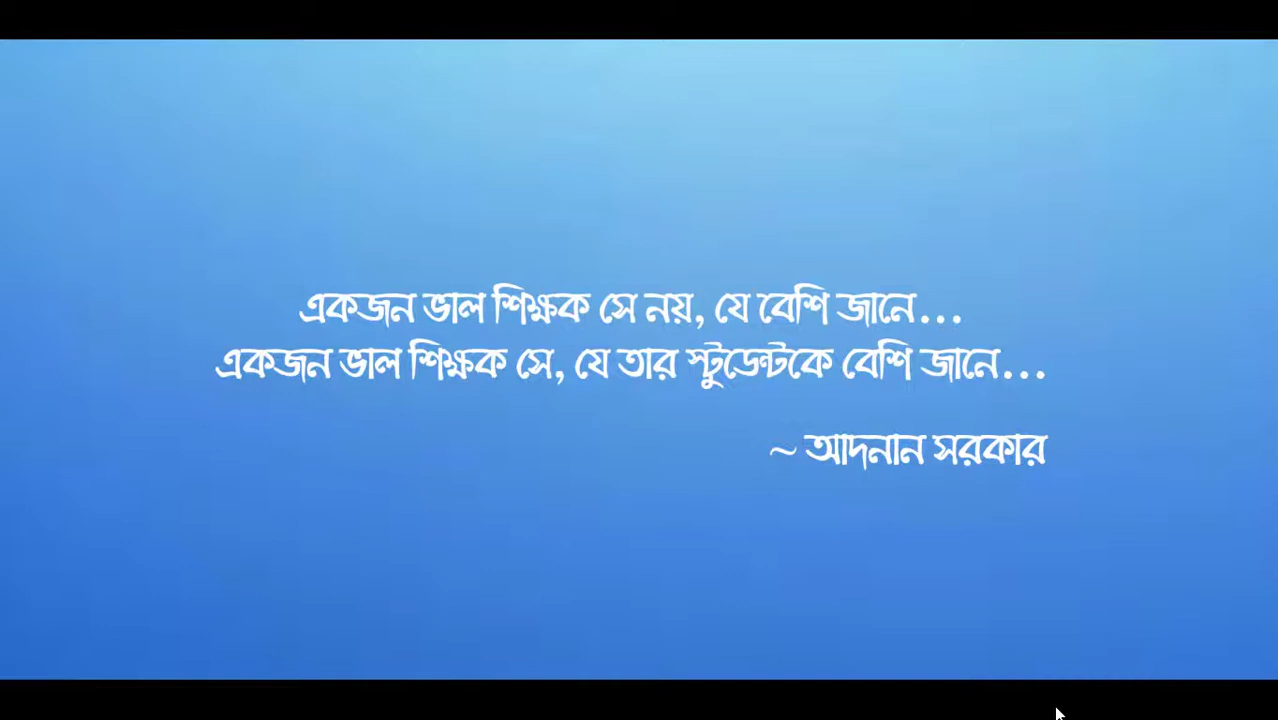 একজন ভাল শিক্ষক সে নয়, যে বেশি জানে...
একজন ভাল শিক্ষক সে, যে তার স্টুডেন্টকে বেশি জানে...
~ আদনান সরকার